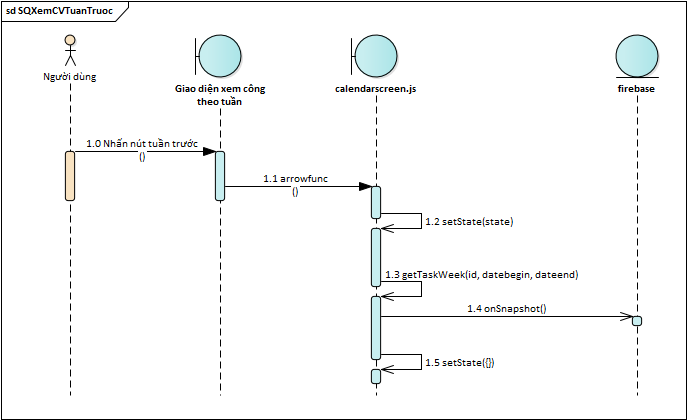 sd SQXemCVTuanTruoc
Người dùng
Giao diện xem công
theo tuần
calendarscreen.js
firebase
1.0 Nhấn nút tuần trước
()
1.1 arrowfunc
()
1.2 setState(state)
1.3 getTaskWeek(id, datebegin, dateend)
1.4 onSnapshot()
1.5 setState({})